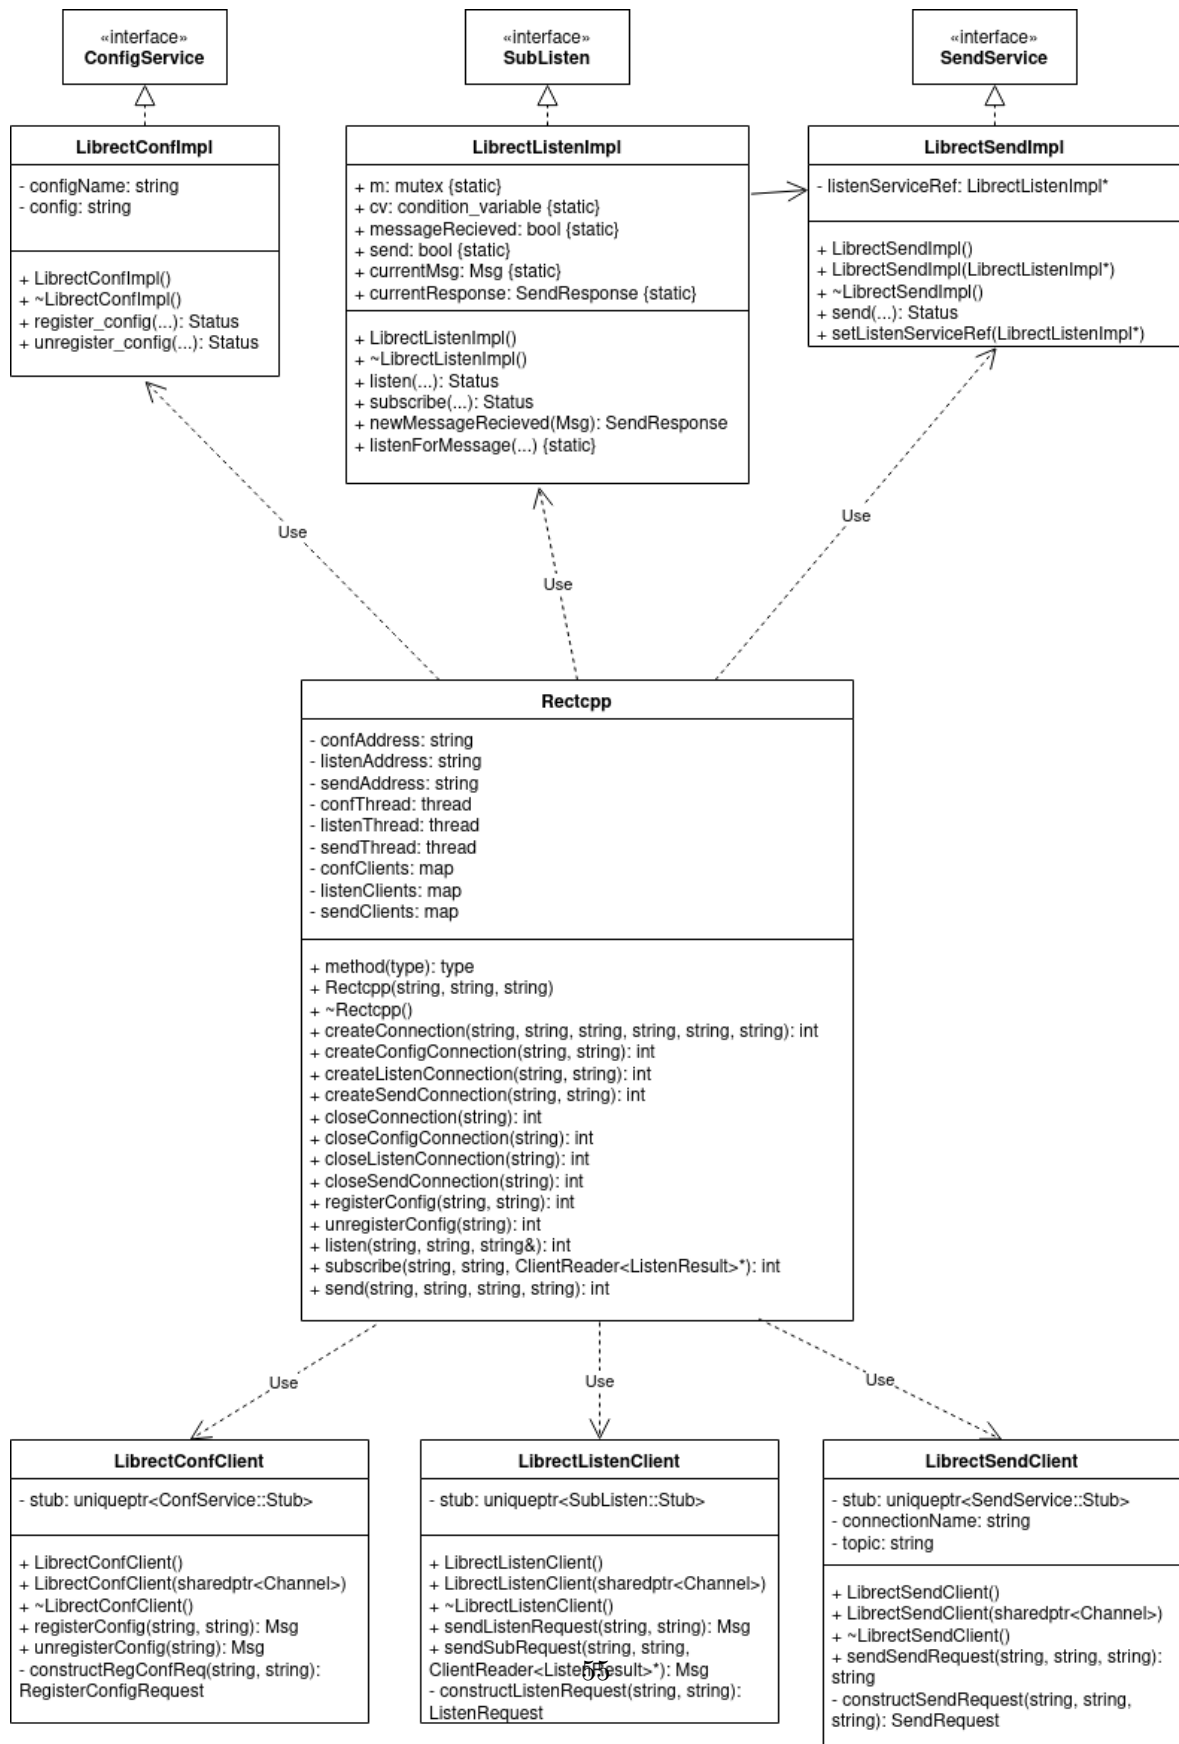 «interface»
ConfigService
«interface»
SubListen
«interface»
SendService
LibrectConfImpl
- configName: string
- config: string
+ LibrectConfImpl()
+ ~LibrectConfImpl()
+ register_config(...): Status
+ unregister_config(...): Status
LibrectListenImpl
+ m: mutex {static}
+ cv: condition_variable {static}
+ messageRecieved: bool {static}
+ send: bool {static}
+ currentMsg: Msg {static}
+ currentResponse: SendResponse {static}
+ LibrectListenImpl()
+ ~LibrectListenImpl()
+ listen(...): Status
+ subscribe(...): Status
+ newMessageRecieved(Msg): SendResponse
+ listenForMessage(...) {static}
LibrectSendImpl
- listenServiceRef: LibrectListenImpl*
+ LibrectSendImpl()
+ LibrectSendImpl(LibrectListenImpl*)
+ ~LibrectSendImpl()
+ send(...): Status
+ setListenServiceRef(LibrectListenImpl*)
Use
Use
Use
Rectcpp
- confAddress: string
- listenAddress: string
- sendAddress: string
- confThread: thread
- listenThread: thread
- sendThread: thread
- confClients: map
- listenClients: map
- sendClients: map
+ method(type): type
+ Rectcpp(string, string, string)
+ ~Rectcpp()
+ createConnection(string, string, string, string, string, string): int
+ createConfigConnection(string, string): int
+ createListenConnection(string, string): int
+ createSendConnection(string, string): int
+ closeConnection(string): int
+ closeConfigConnection(string): int
+ closeListenConnection(string): int
+ closeSendConnection(string): int
+ registerConfig(string, string): int
+ unregisterConfig(string): int
+ listen(string, string, string&): int
+ subscribe(string, string, ClientReader<ListenResult>*): int
+ send(string, string, string, string): int
Use
Use
Use
LibrectConfClient
- stub: uniqueptr<ConfService::Stub>
+ LibrectConfClient()
+ LibrectConfClient(sharedptr<Channel>)
+ ~LibrectConfClient()
+ registerConfig(string, string): Msg
+ unregisterConfig(string): Msg
- constructRegConfReq(string, string):
RegisterConfigRequest
LibrectListenClient
- stub: uniqueptr<SubListen::Stub>
+ LibrectListenClient()
+ LibrectListenClient(sharedptr<Channel>)
+ ~LibrectListenClient()
+ sendListenRequest(string, string): Msg
+ sendSubRequest(string, string,
ClientReader<ListenResult>*): Msg
- constructListenRequest(string, string):
ListenRequest
55
LibrectSendClient
- stub: uniqueptr<SendService::Stub>
- connectionName: string
- topic: string
+ LibrectSendClient()
+ LibrectSendClient(sharedptr<Channel>)
+ ~LibrectSendClient()
+ sendSendRequest(string, string, string):
string
- constructSendRequest(string, string,
string): SendRequest